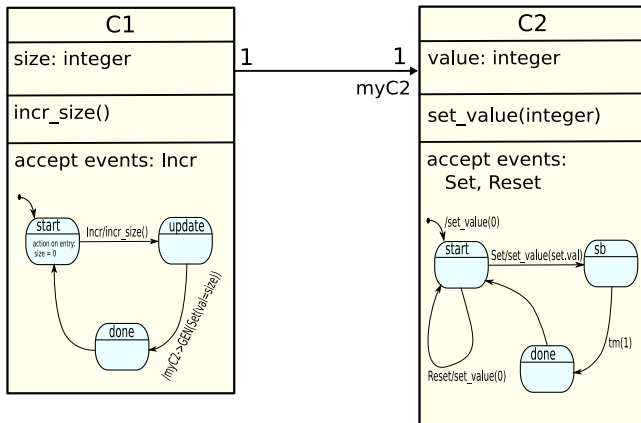 C1
size: integer
incr_size()
accept events: Incr
start
action on entry:
size = 0
Incr/incr_size()
update
/myC2->GEN(Set(val=size))
done
1
1
myC2
C2
value: integer
set_value(integer)
accept events:
Set, Reset
/set_value(0)
start
Set/set_value(set.val)
sb
tm(1)
done
Reset/set_value(0)